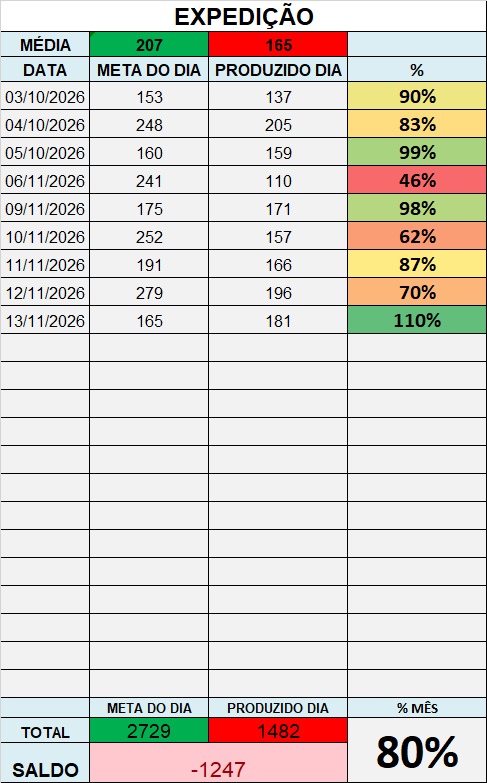 EXPEDIÇÃO
MÉDIA 207 165
DATA META DO DIA PRODUZIDO DIA %
03/10/2026 153 137 90%
04/10/2026 248 205 83%
05/10/2026 160 159 99%
06/11/2026 241 110 46%
09/11/2026 175 171 98%
10/11/2026 252 157 62%
11/11/2026 191 166 87%
12/11/2026 279 196 70%
13/11/2026 165 181 110%
META DO DIA PRODUZIDO DIA % MÊS
TOTAL 2729 1482 80%
SALDO -1247